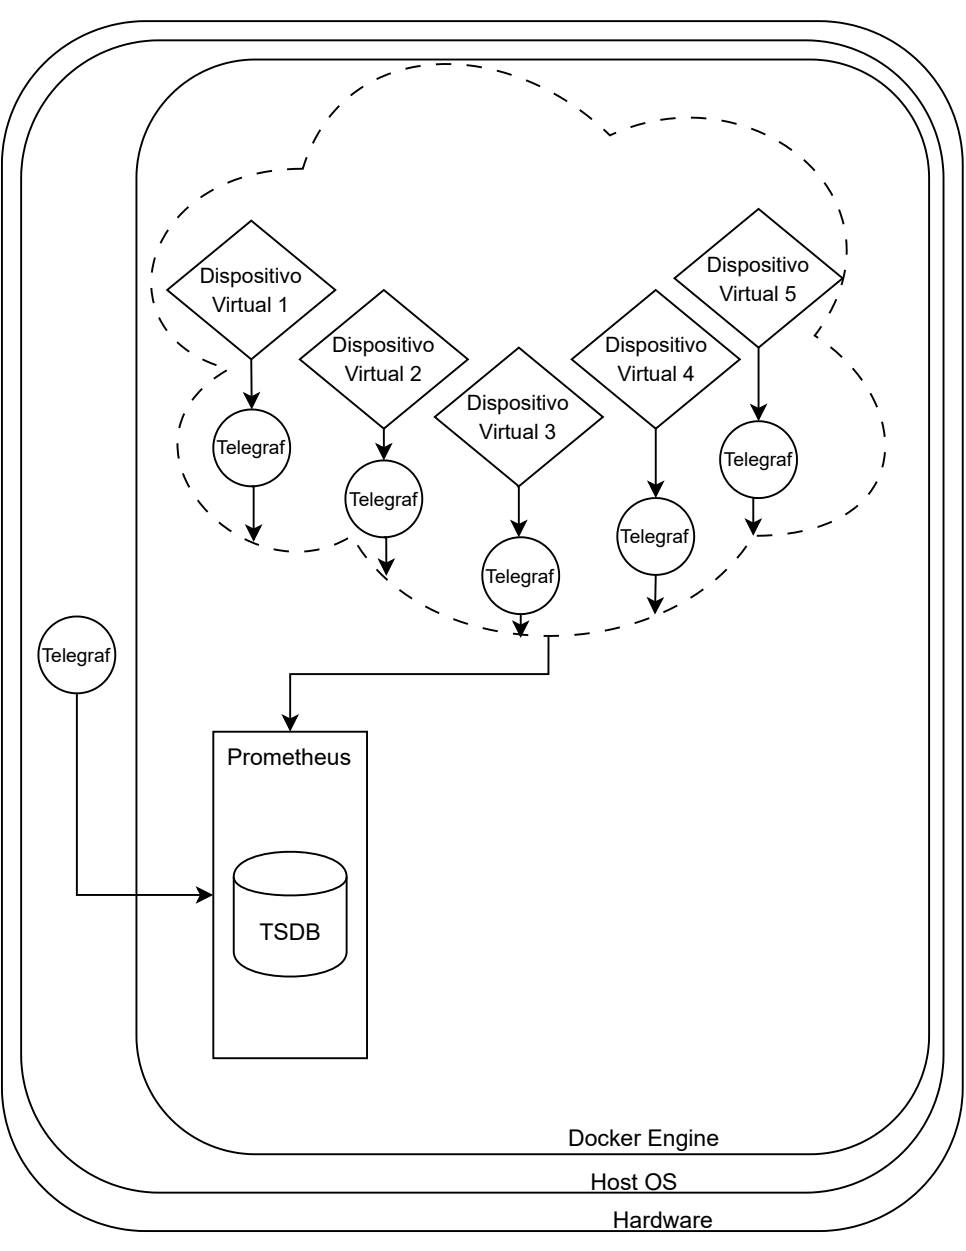 Dispositivo
Virtual 1
Dispositivo
Virtual 2
Dispositivo
Virtual 3
Dispositivo
Virtual 4
Dispositivo
Virtual 5
Telegraf
Telegraf
Telegraf
Telegraf
Telegraf
Telegraf
Prometheus
TSDB
Docker Engine
Host OS
Hardware